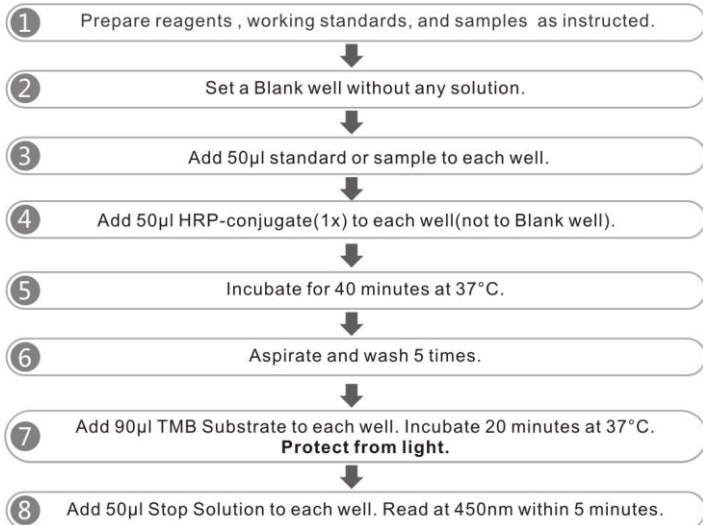 1 Prepare reagents , working standards, and samples as instructed.
2 Set a Blank well without any solution.
3 Add 50μl standard or sample to each well.
4 Add 50μl HRP-conjugate(1x) to each well(not to Blank well).
5 Incubate for 40 minutes at 37°C.
6 Aspirate and wash 5 times.
7 Add 90μl TMB Substrate to each well. Incubate 20 minutes at 37°C.
Protect from light.
8 Add 50μl Stop Solution to each well. Read at 450nm within 5 minutes.